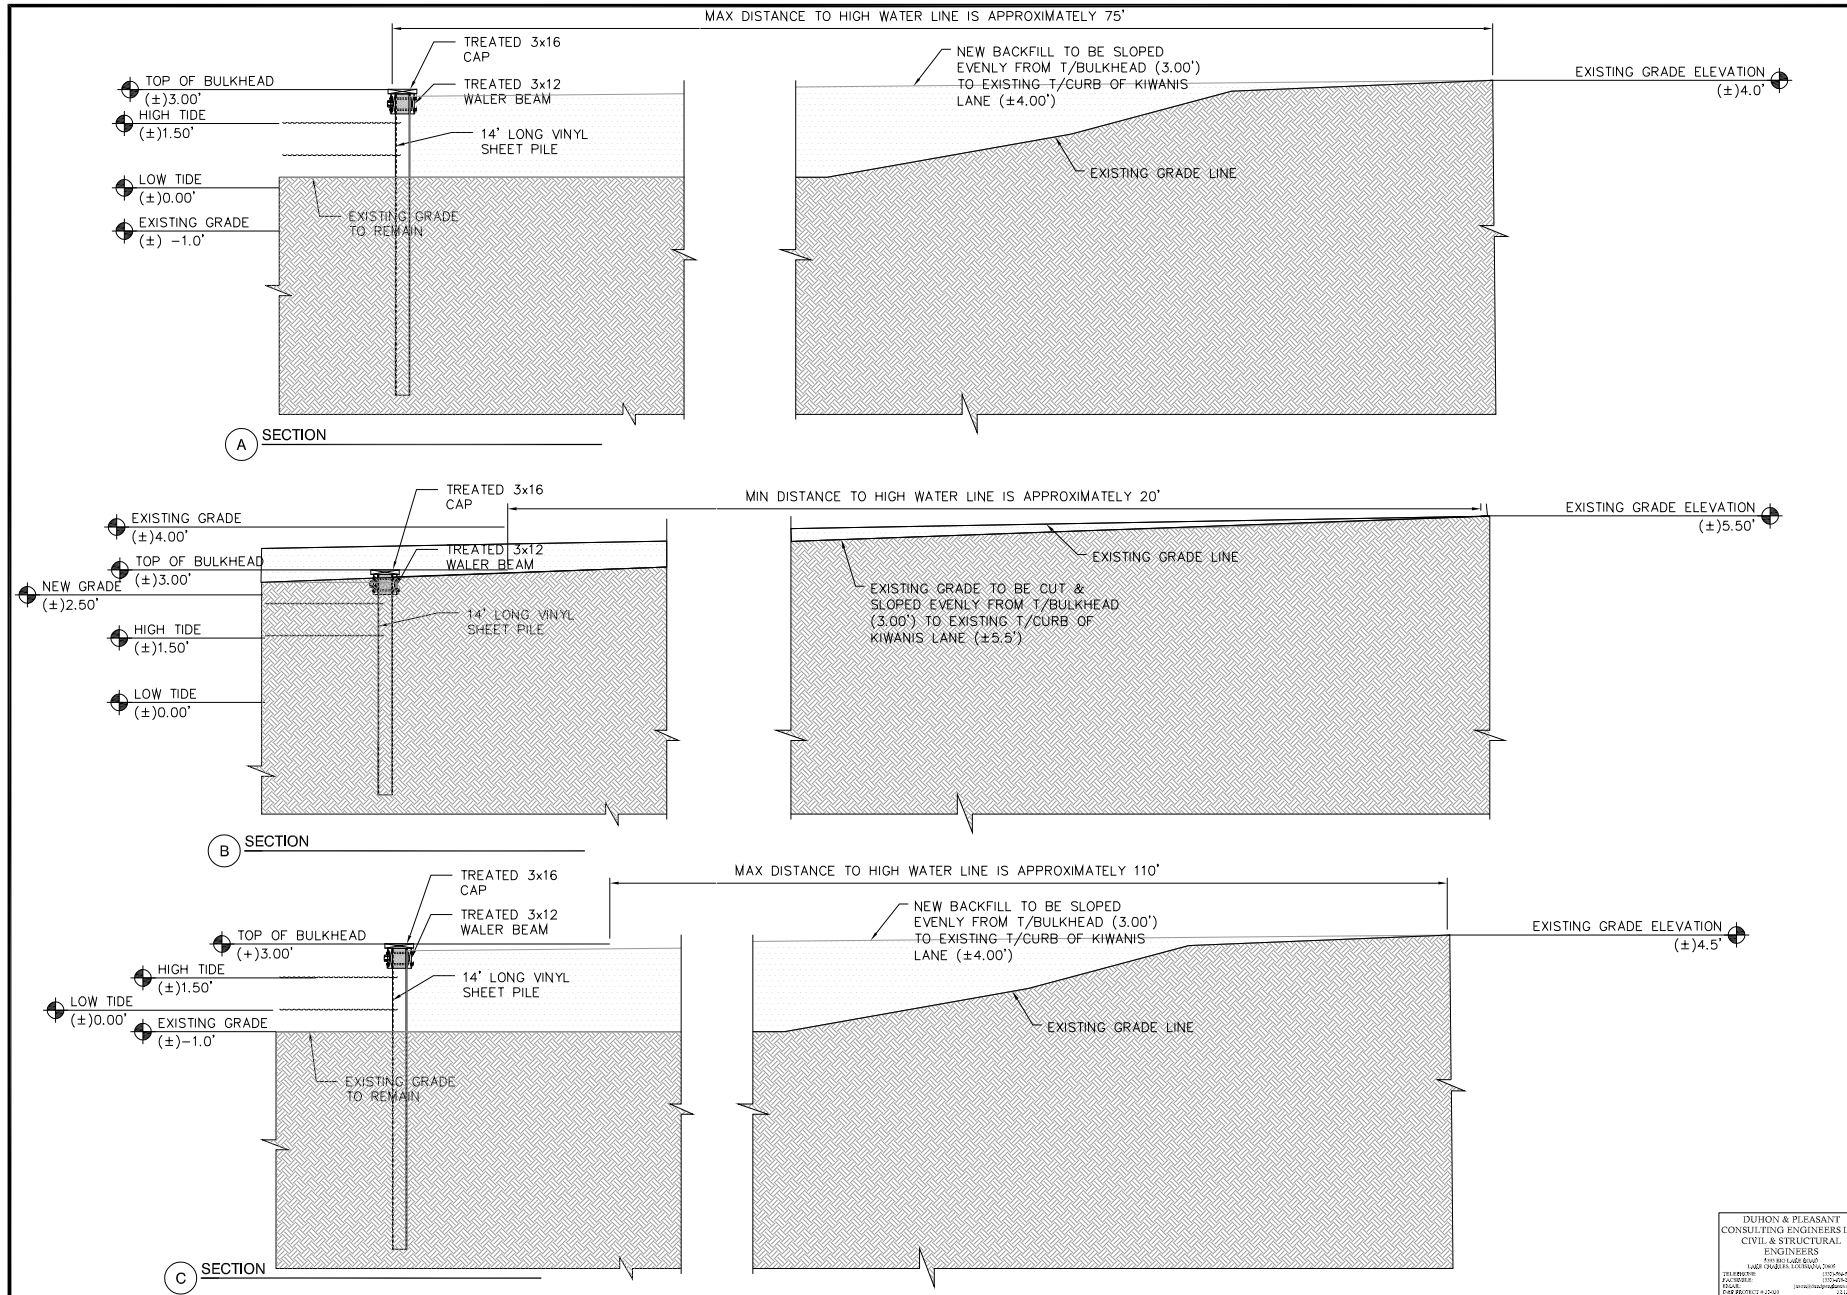 MAX DISTANCE TO HIGH WATER LINE IS APPROXIMATELY 75'
TREATED 3x16
CAP
TREATED 3x12
WALER BEAM
14' LONG VINYL
SHEET PILE
TOP OF BULKHEAD
(±)3.00'
HIGH TIDE
(±)1.50'
LOW TIDE
(±)0.00'
EXISTING GRADE
(±) -1.0'
EXISTING GRADE
TO REMAIN
NEW BACKFILL TO BE SLOPED
EVENLY FROM T/BULKHEAD (3.00')
TO EXISTING T/CURB OF KIWANIS
LANE (±4.00')
EXISTING GRADE LINE
EXISTING GRADE ELEVATION
(±)4.0'
A SECTION
TREATED 3x16
CAP
MIN DISTANCE TO HIGH WATER LINE IS APPROXIMATELY 20'
EXISTING GRADE
(±)4.00'
TOP OF BULKHEAD
(±)3.00'
NEW GRADE
(±)2.50'
HIGH TIDE
(±)1.50'
LOW TIDE
(±)0.00'
TREATED 3x12
WALER BEAM
14' LONG VINYL
SHEET PILE
EXISTING GRADE LINE
EXISTING GRADE TO BE CUT &
SLOPED EVENLY FROM T/BULKHEAD
(3.00') TO EXISTING T/CURB OF
KIWANIS LANE (±5.5')
EXISTING GRADE ELEVATION
(±)5.50'
B SECTION
MAX DISTANCE TO HIGH WATER LINE IS APPROXIMATELY 110'
TREATED 3x16
CAP
TREATED 3x12
WALER BEAM
14' LONG VINYL
SHEET PILE
TOP OF BULKHEAD
(+)3.00'
HIGH TIDE
(±)1.50'
LOW TIDE
(±)0.00'
EXISTING GRADE
(±)-1.0'
EXISTING GRADE
TO REMAIN
NEW BACKFILL TO BE SLOPED
EVENLY FROM T/BULKHEAD (3.00')
TO EXISTING T/CURB OF KIWANIS
LANE (±4.00')
EXISTING GRADE LINE
EXISTING GRADE ELEVATION
(±)4.5'
C SECTION
DUHON & PLEASANT
CONSULTING ENGINEERS
CIVIL & STRUCTURAL
ENGINEERS
BIG LAKE ROAD
LAKE CHARLES, LOUISIANA
TELEPHONE:
FACSIMILE:
EMAIL: